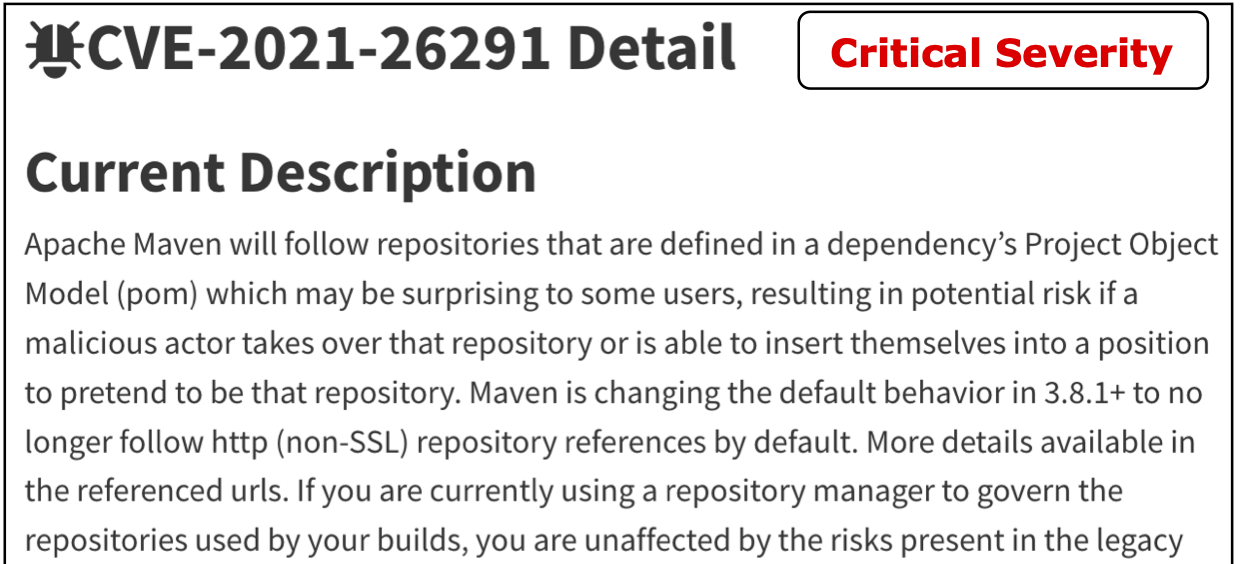 CVE-2021-26291 Detail
Critical Severity
Current Description
Apache Maven will follow repositories that are defined in a dependency’s Project Object
Model (pom) which may be surprising to some users, resulting in potential risk if a
malicious actor takes over that repository or is able to insert themselves into a position
to pretend to be that repository. Maven is changing the default behavior in 3.8.1+ to no
longer follow http (non-SSL) repository references by default. More details available in
the referenced urls. If you are currently using a repository manager to govern the
repositories used by your builds, you are unaffected by the risks present in the legacy